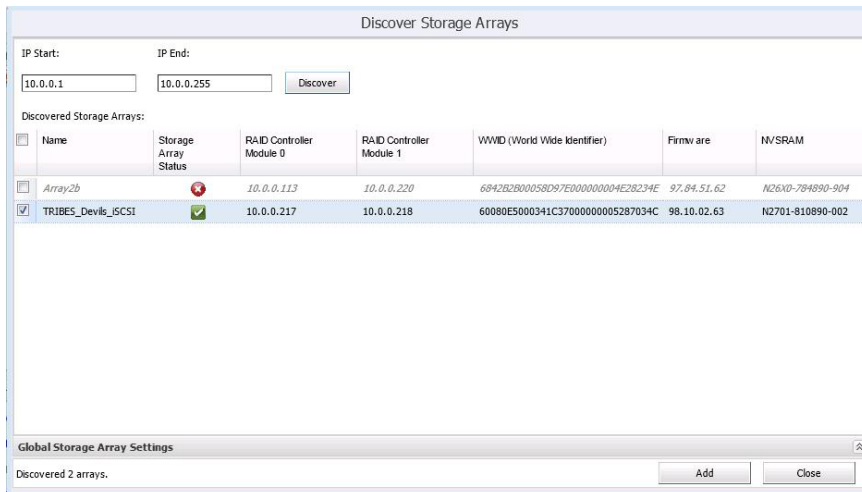 Discover Storage Arrays
IP Start: IP End:
10.0.0.1 10.0.0.255 Discover
Discovered Storage Arrays:
Name Storage Array Status RAID Controller Module 0 RAID Controller Module 1 WWID (World Wide Identifier) Firmware NVSRAM
Array2b 10.0.0.113 10.0.0.220 6842B2B00058D97E000000004E28234E 97.84.51.62 N26X0-784890-904
TRIBES_Devils_iSCSI 10.0.0.217 10.0.0.218 60080E5000341C37000000005287034C 98.10.02.63 N2701-810890-002
Global Storage Array Settings
Discovered 2 arrays. Add Close